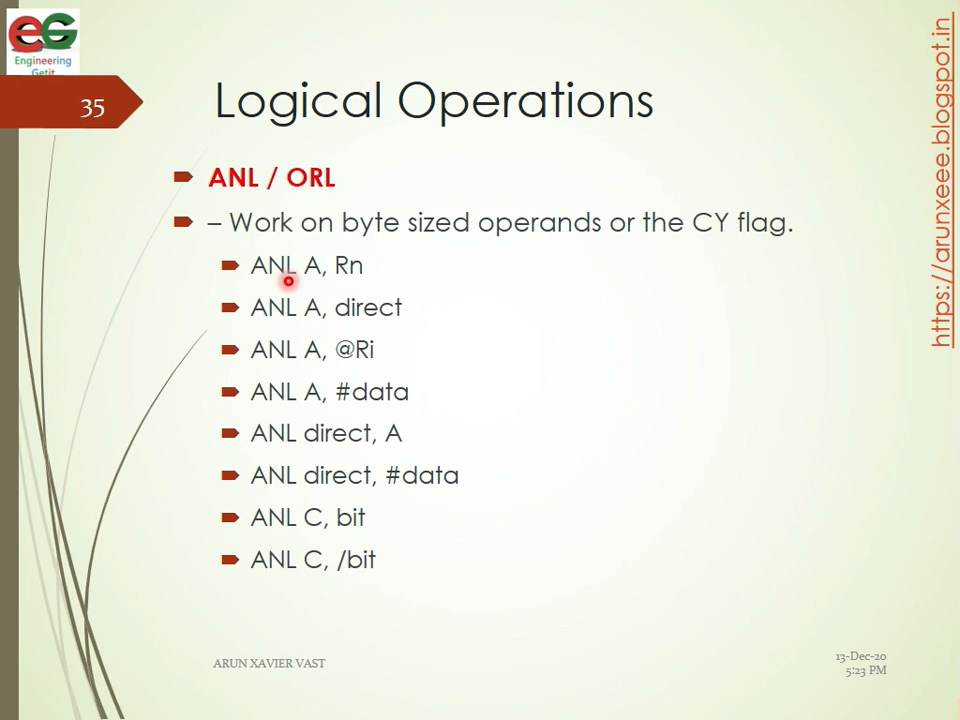 eG
Engineering
Getit
35
Logical Operations
ANL / ORL
– Work on byte sized operands or the CY flag.
ANL A, Rn
ANL A, direct
ANL A, @Ri
ANL A, #data
ANL direct, A
ANL direct, #data
ANL C, bit
ANL C, /bit
ARUN XAVIER VAST
13-Dec-20
5:23 PM
https://arunxeee.blogspot.in